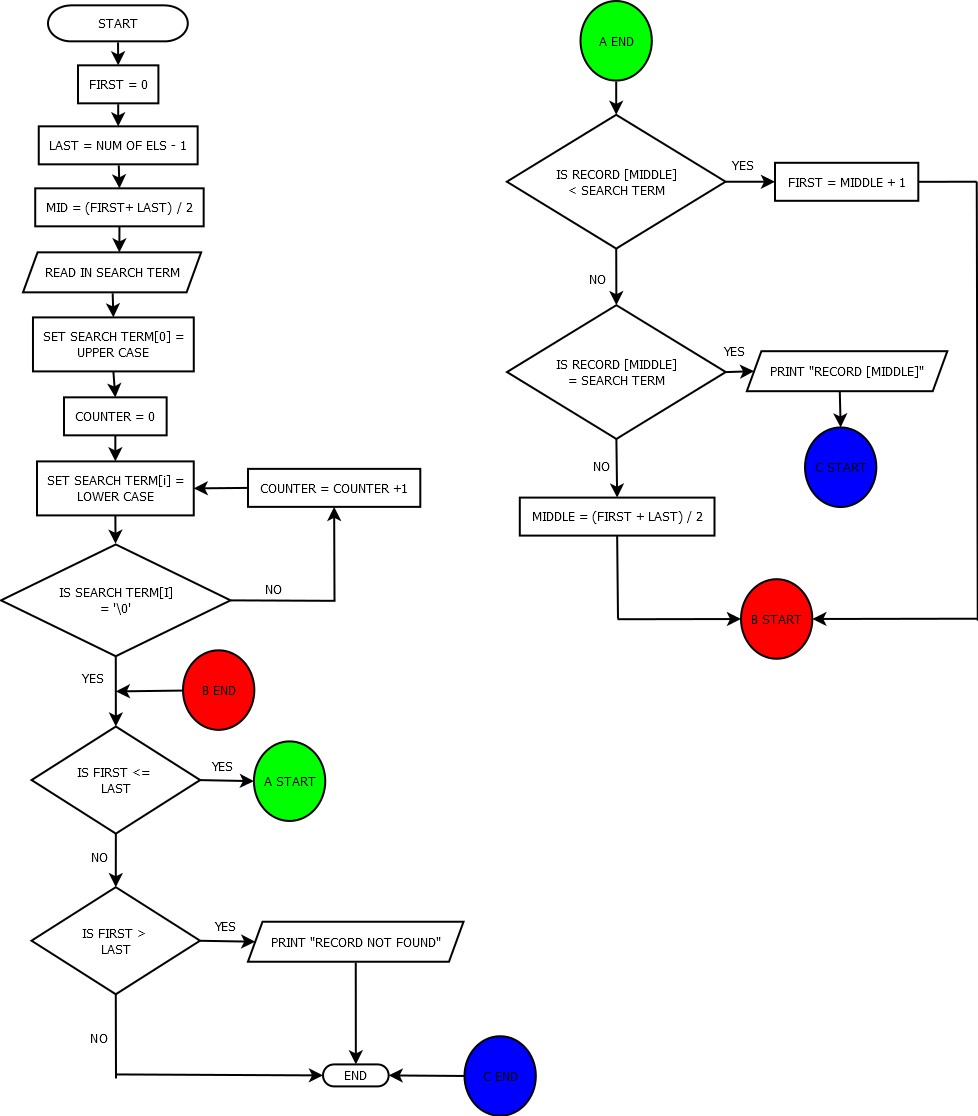 START
FIRST = 0
LAST = NUM OF ELS - 1
MID = (FIRST+ LAST) / 2
READ IN SEARCH TERM
SET SEARCH TERM[0] =
UPPER CASE
COUNTER = 0
SET SEARCH TERM[i] =
LOWER CASE
COUNTER = COUNTER +1
IS SEARCH TERM[I]
= '\0'
NO
YES
B END
IS FIRST <=
LAST
YES
A START
NO
IS FIRST >
LAST
YES
PRINT "RECORD NOT FOUND"
NO
END
C END
A END
IS RECORD [MIDDLE]
< SEARCH TERM
YES
FIRST = MIDDLE + 1
NO
IS RECORD [MIDDLE]
= SEARCH TERM
YES
PRINT "RECORD [MIDDLE]"
C START
NO
MIDDLE = (FIRST + LAST) / 2
B START